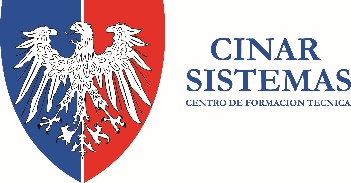 CINAR
SISTEMAS
CENTRO DE FORMACION TECNICA